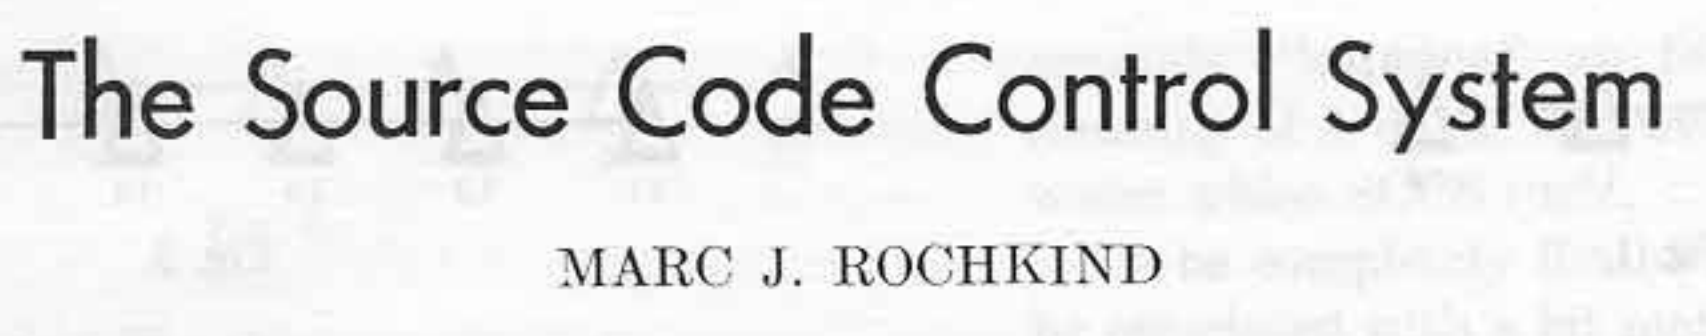 The Source Code Control System
MARC J. ROCHKIND